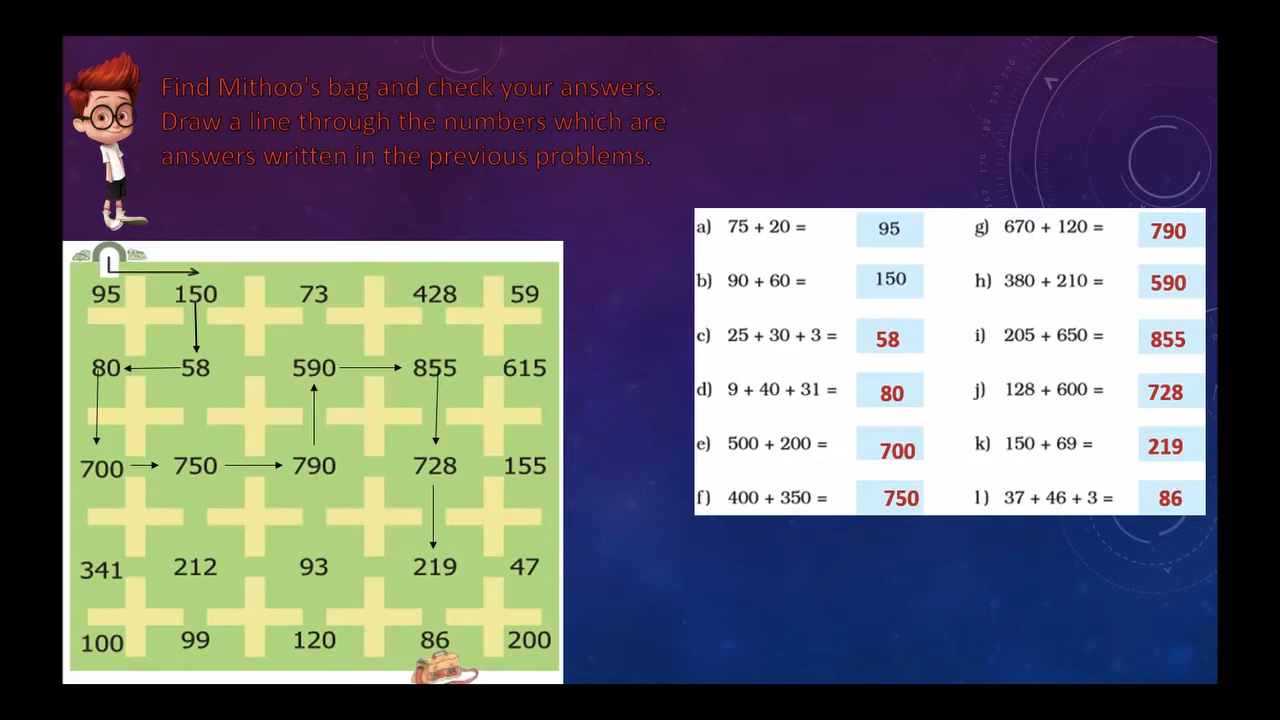 Find Mithoo's bag and check your answers.
Draw a line through the numbers which are
answers written in the previous problems.
95 150 73 428 59
80 58 590 855 615
700 750 790 728 155
341 212 93 219 47
100 99 120 86 200
a) 75 + 20 = 95
b) 90 + 60 = 150
c) 25 + 30 + 3 = 58
d) 9 + 40 + 31 = 80
e) 500 + 200 = 700
f) 400 + 350 = 750
g) 670 + 120 = 790
h) 380 + 210 = 590
i) 205 + 650 = 855
j) 128 + 600 = 728
k) 150 + 69 = 219
l) 37 + 46 + 3 = 86